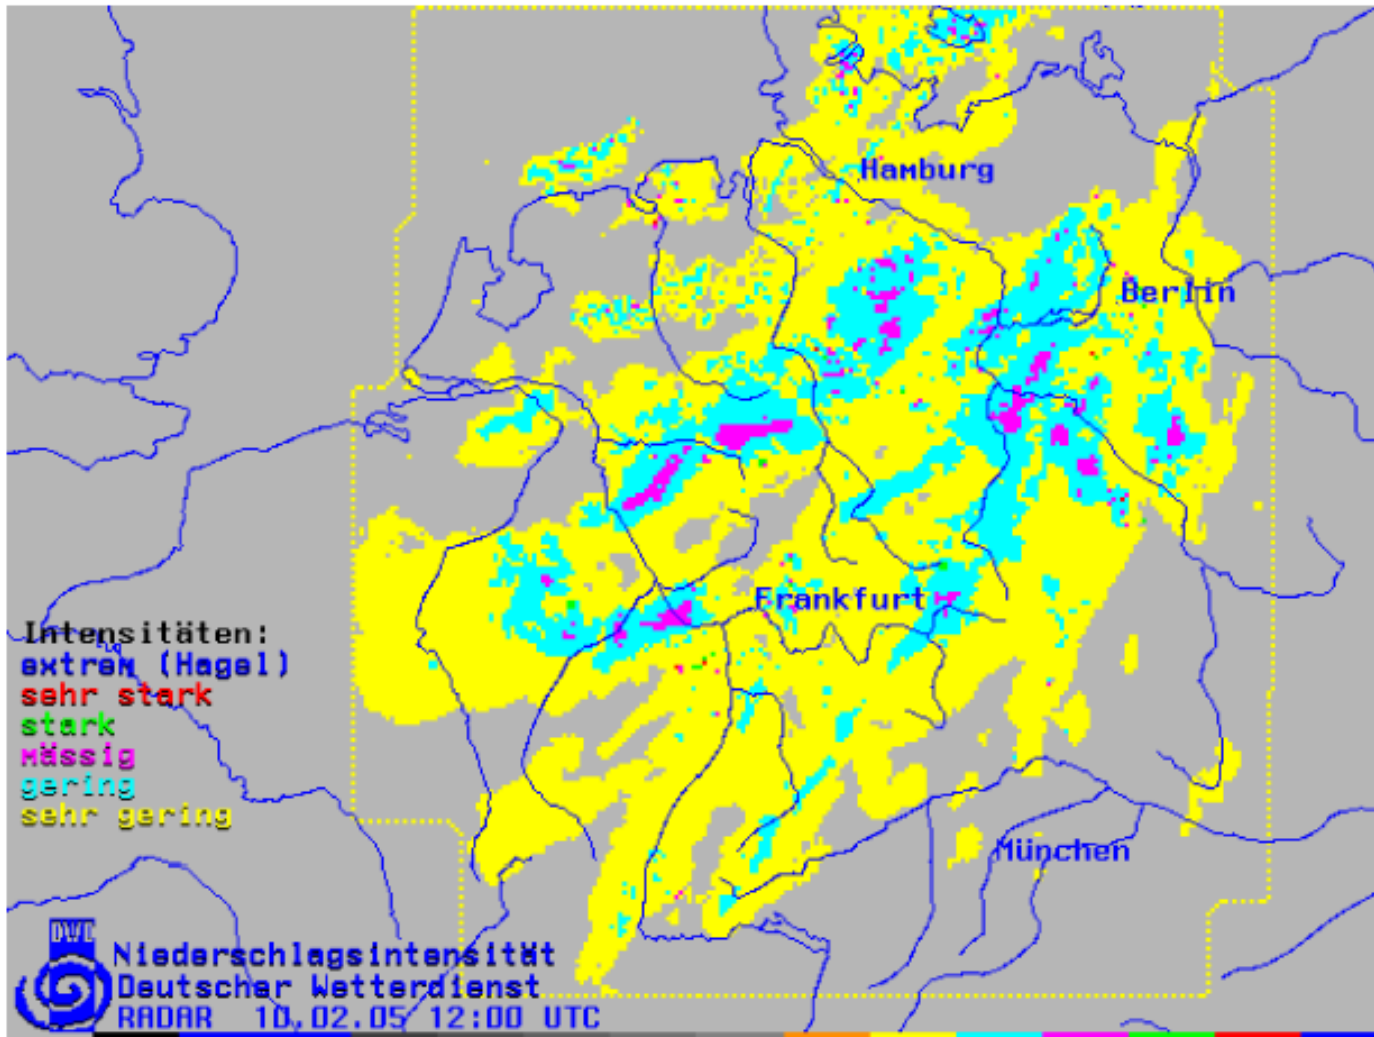 Hamburg
Berlin
Frankfurt
Intensitäten:
extrem (Hagel)
sehr stark
stark
mässig
gering
sehr gering
München
DWD
Niederschlagsintensität
Deutscher Wetterdienst
RADAR 10.02.05 12:00 UTC